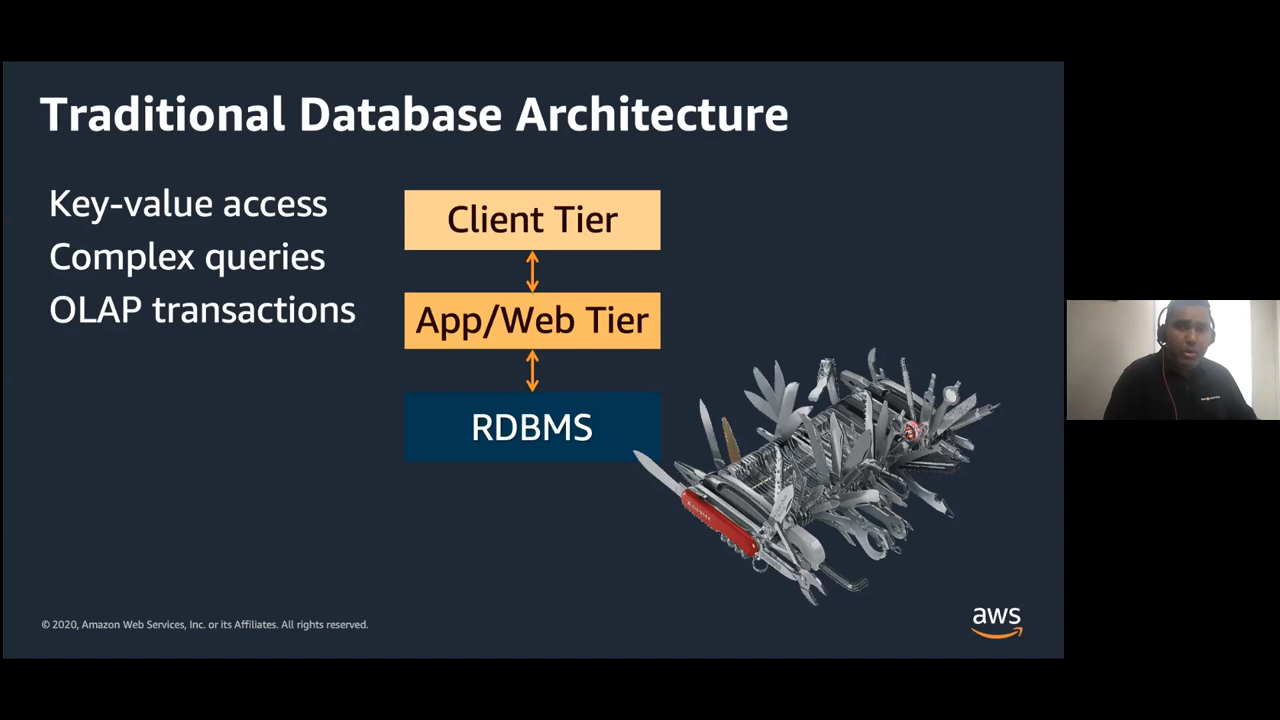 Traditional Database Architecture
Key-value access
Complex queries
OLAP transactions
Client Tier
App/Web Tier
RDBMS
© 2020, Amazon Web Services, Inc. or its Affiliates. All rights reserved.
aws